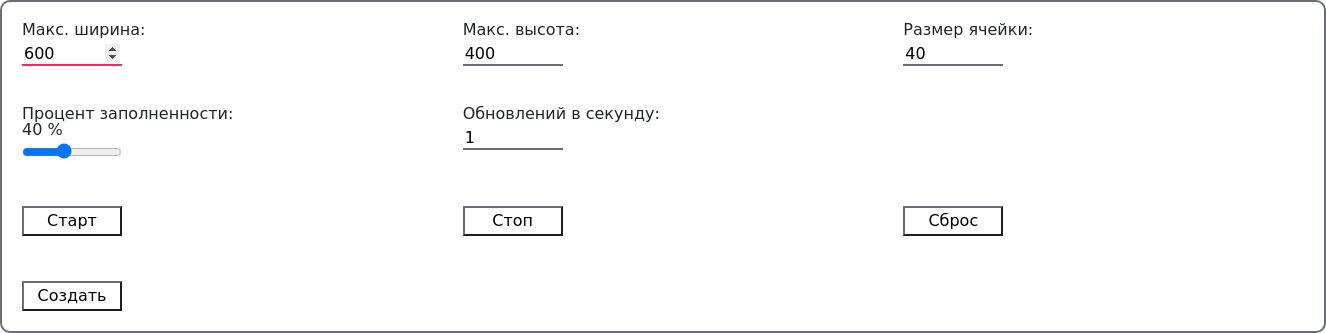 Макс. ширина:
Макс. высота:
Размер ячейки:
600
400
40
Процент заполненности:
Обновлений в секунду:
40 %
1
Старт
Стоп
Сброс
Создать